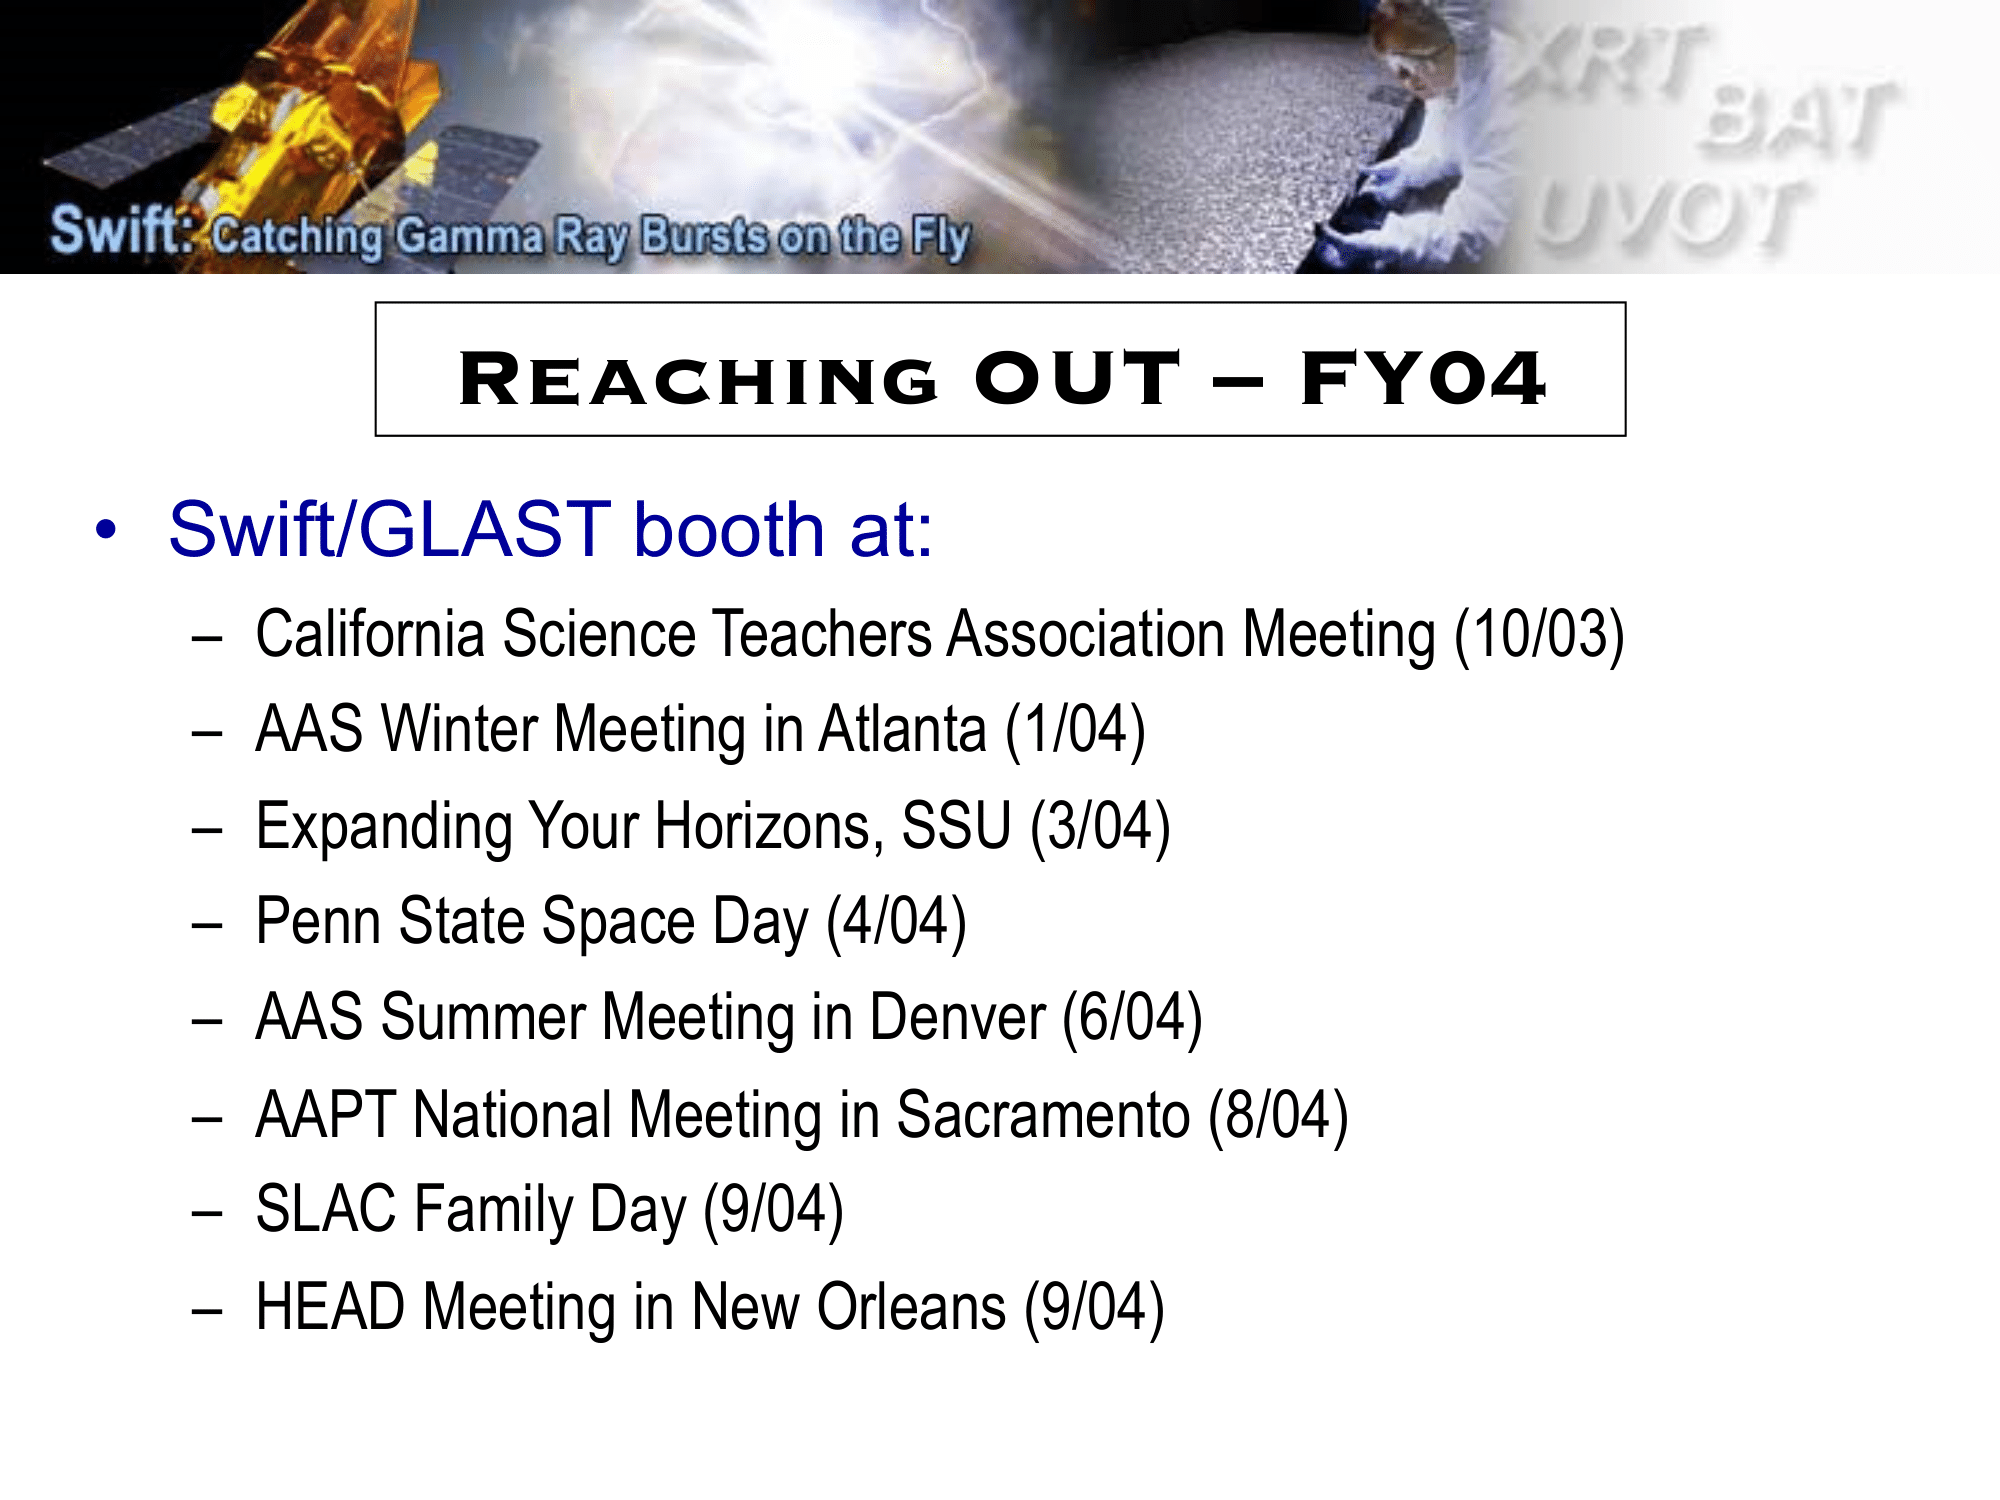 XRT
BAT
UVOT
Swift: Catching Gamma Ray Bursts on the Fly
REACHING OUT – FY04
• Swift/GLAST booth at:
– California Science Teachers Association Meeting (10/03)
– AAS Winter Meeting in Atlanta (1/04)
– Expanding Your Horizons, SSU (3/04)
– Penn State Space Day (4/04)
– AAS Summer Meeting in Denver (6/04)
– AAPT National Meeting in Sacramento (8/04)
– SLAC Family Day (9/04)
– HEAD Meeting in New Orleans (9/04)